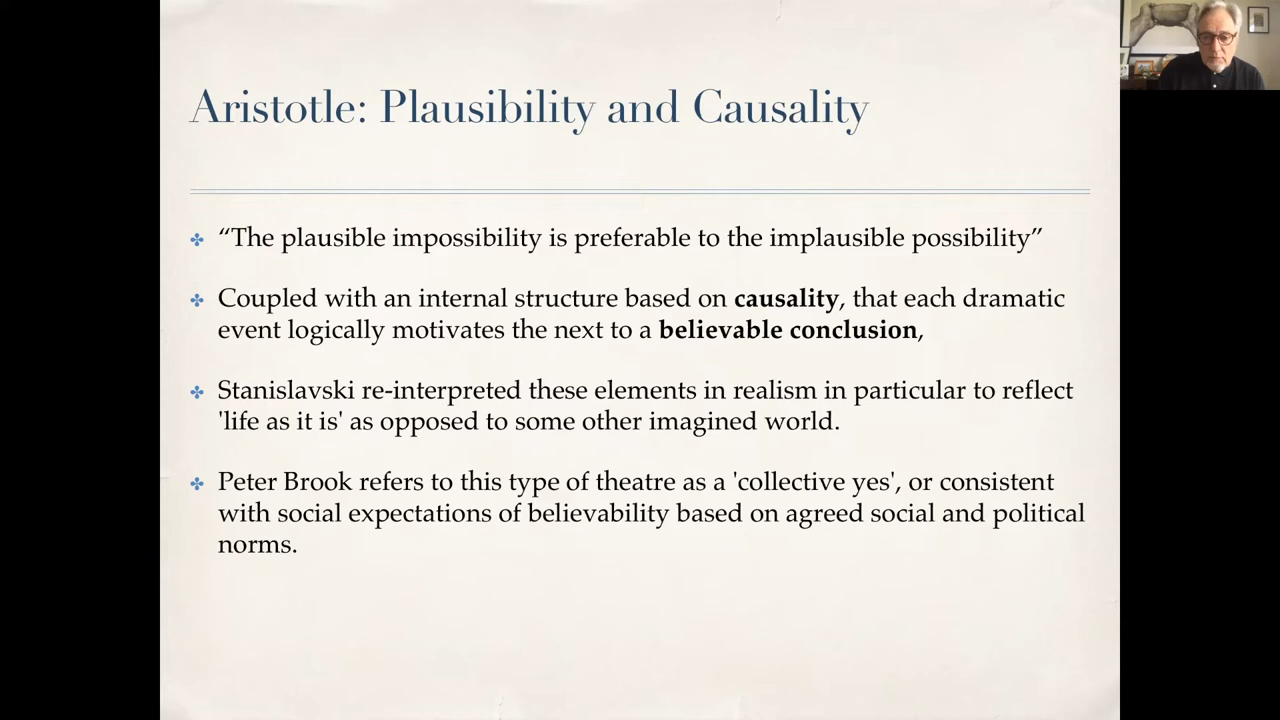 Aristotle: Plausibility and Causality
“The plausible impossibility is preferable to the implausible possibility”
Coupled with an internal structure based on causality, that each dramatic
event logically motivates the next to a believable conclusion,
Stanislavski re-interpreted these elements in realism in particular to reflect
'life as it is' as opposed to some other imagined world.
Peter Brook refers to this type of theatre as a 'collective yes', or consistent
with social expectations of believability based on agreed social and political
norms.